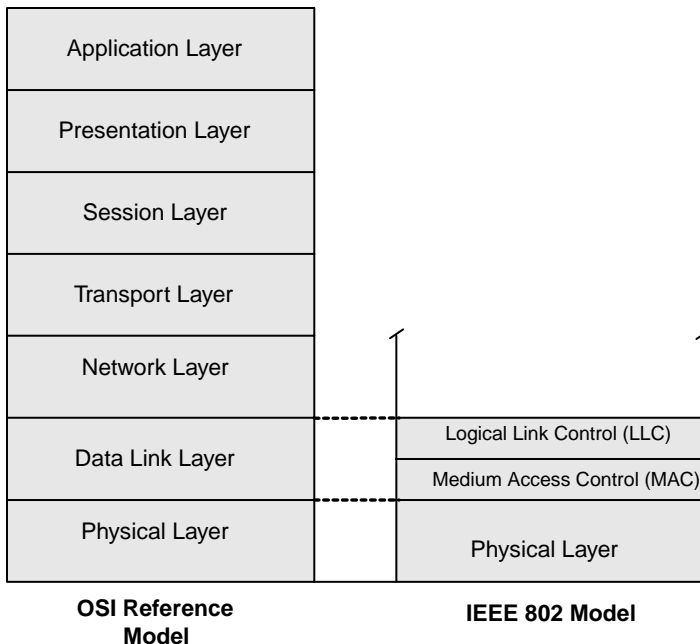 Application Layer
Presentation Layer
Session Layer
Transport Layer
Network Layer
Data Link Layer
Physical Layer
OSI Reference
Model
Logical Link Control (LLC)
Medium Access Control (MAC)
Physical Layer
IEEE 802 Model